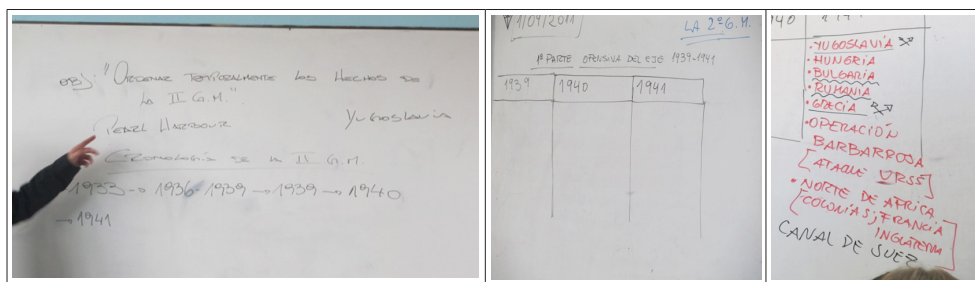 OBJ: "ORDENAR TEMPORALMENTE LOS HECHOS DE
LA II G.M."
PEARL HARBOUR
YUGOSLAVIA
CRONOLOGÍA DE LA II G.M.
1933 → 1936-1939 → 1939 → 1940
→ 1941
1/04/2011
LA 2ª G.M.
1ª PARTE OFENSIVA DEL EJE 1939-1941
1939 1940 1941
·YUGOSLAVIA
·HUNGRIA
·BULGARIA
·RUMANIA
·GRECIA
·OPERACIÓN
BARBARROJA
[ATAQUE URSS]
·NORTE DE AFRICA
[COLONIAS; FRANCIA
INGLATERRA]
CANAL DE SUEZ